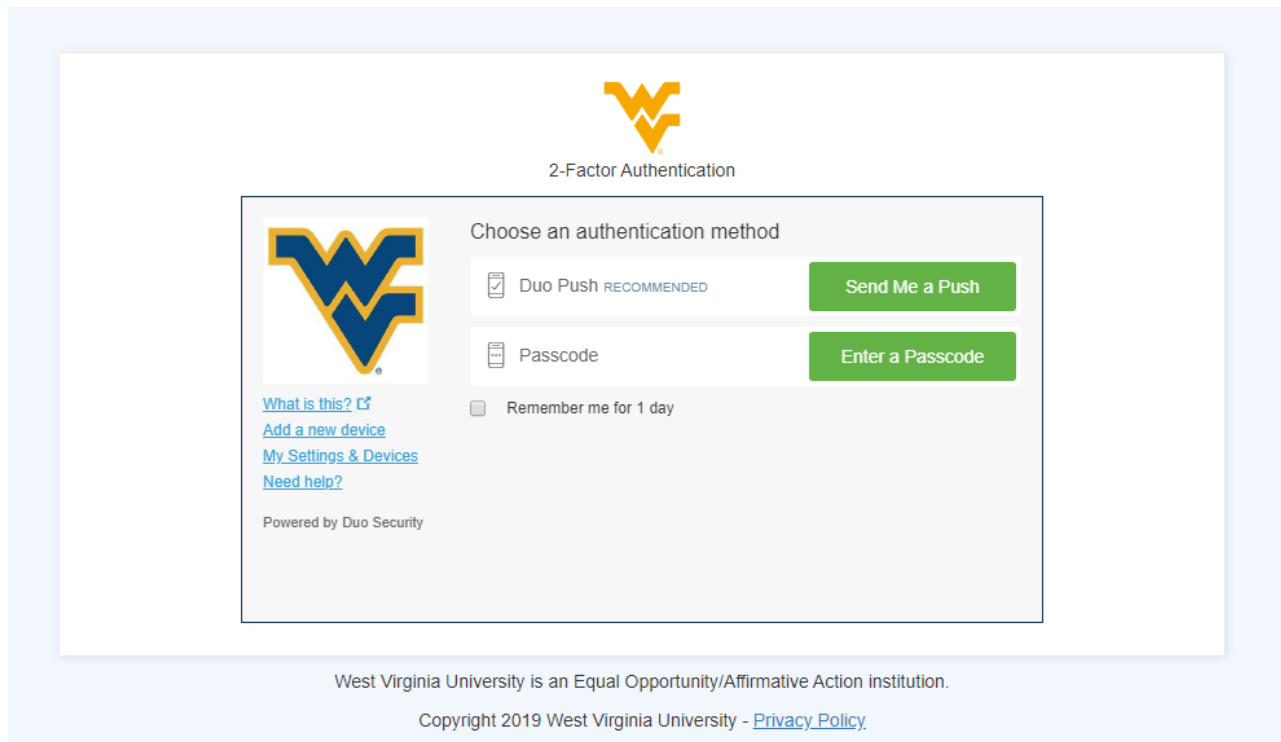 2-Factor Authentication
Choose an authentication method
Duo Push RECOMMENDED
Send Me a Push
Passcode
Enter a Passcode
Remember me for 1 day
What is this?
Add a new device
My Settings & Devices
Need help?
Powered by Duo Security
West Virginia University is an Equal Opportunity/Affirmative Action institution.
Copyright 2019 West Virginia University - Privacy Policy